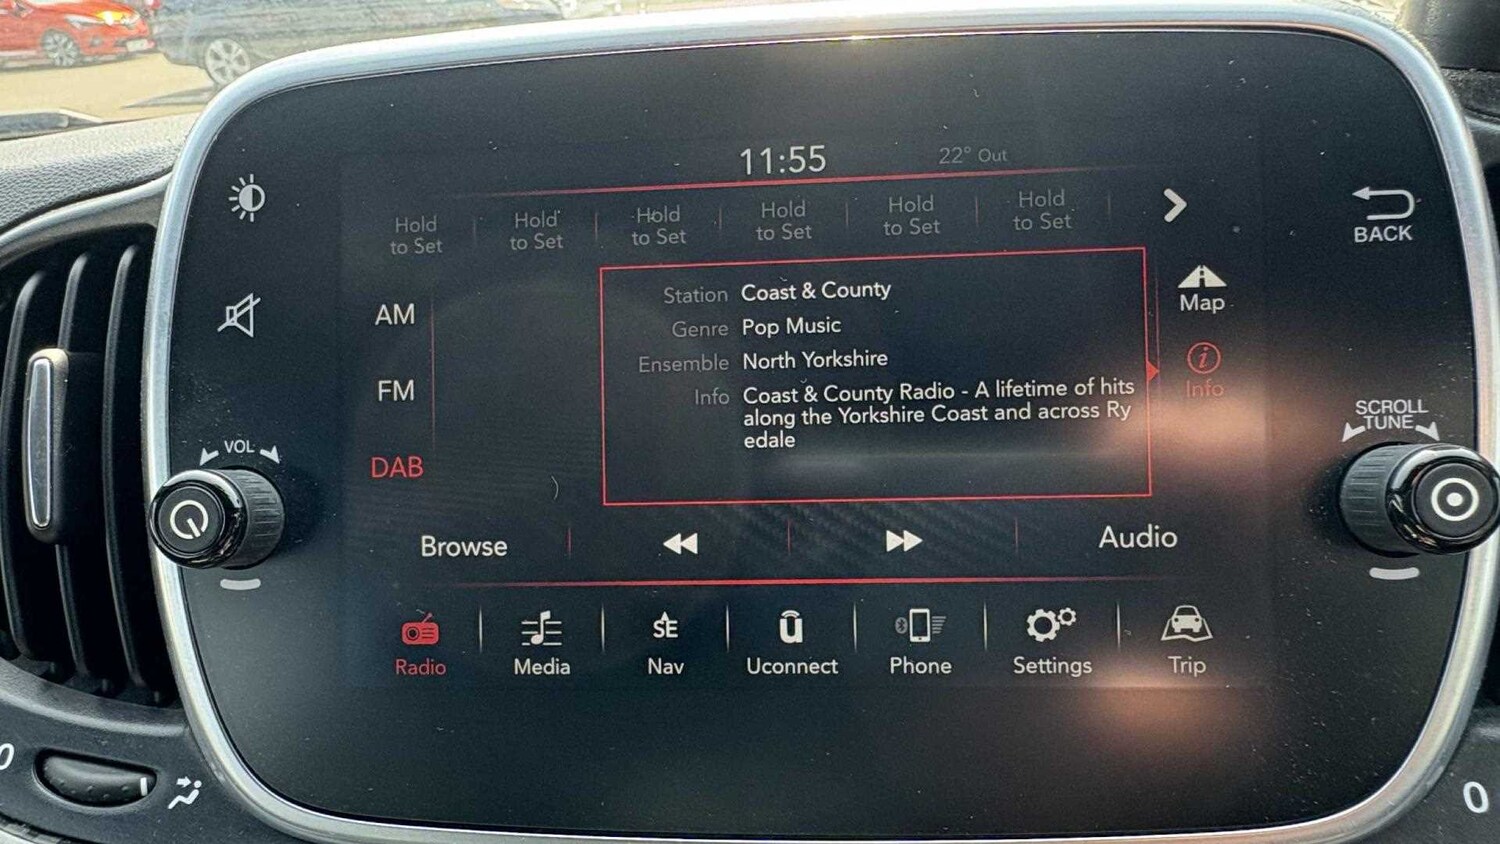 11:55
22° Out
Hold
to Set
Hold
to Set
Hold
to Set
Hold
to Set
Hold
to Set
Hold
to Set
BACK
AM
FM
DAB
Station Coast & County
Genre Pop Music
Ensemble North Yorkshire
Info Coast & County Radio - A lifetime of hits
along the Yorkshire Coast and across Ry
edale
Map
Info
VOL
SCROLL
TUNE
Browse
Audio
SE
Radio
Media
Nav
Uconnect
Phone
Settings
Trip
0
0